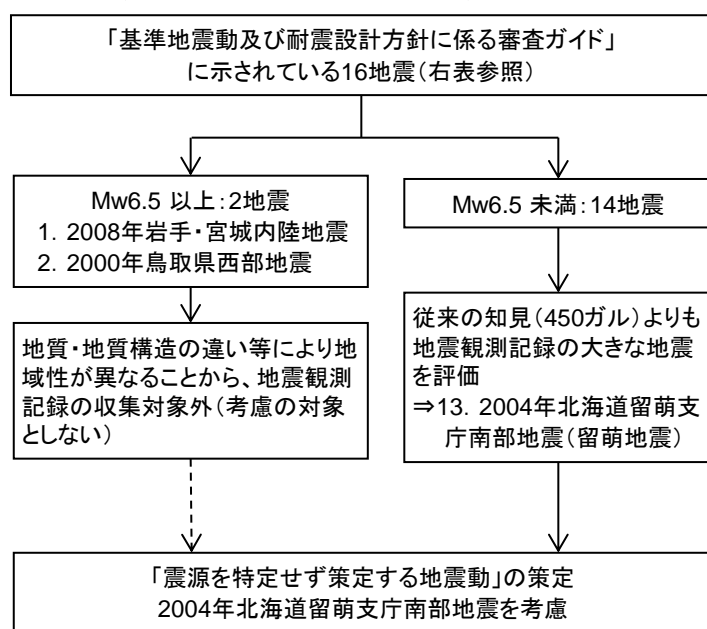 「基準地震動及び耐震設計方針に係る審査ガイド」
に示されている16地震(右表参照)
Mw6.5 以上:2地震
1. 2008年岩手・宮城内陸地震
2. 2000年鳥取県西部地震
Mw6.5 未満:14地震
地質・地質構造の違い等により地
域性が異なることから、地震観測
記録の収集対象外(考慮の対象
としない)
従来の知見(450ガル)よりも
地震観測記録の大きな地震
を評価
⇒13. 2004年北海道留萌支
庁南部地震(留萌地震)
「震源を特定せず策定する地震動」の策定
2004年北海道留萌支庁南部地震を考慮